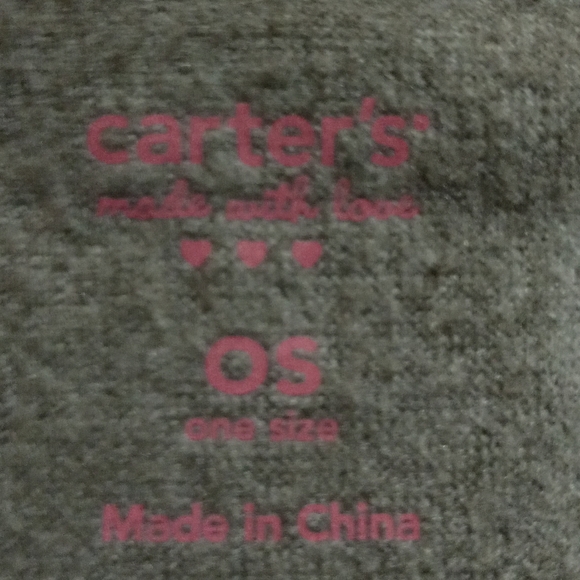 carter's
made with love
OS
one size
Made in China